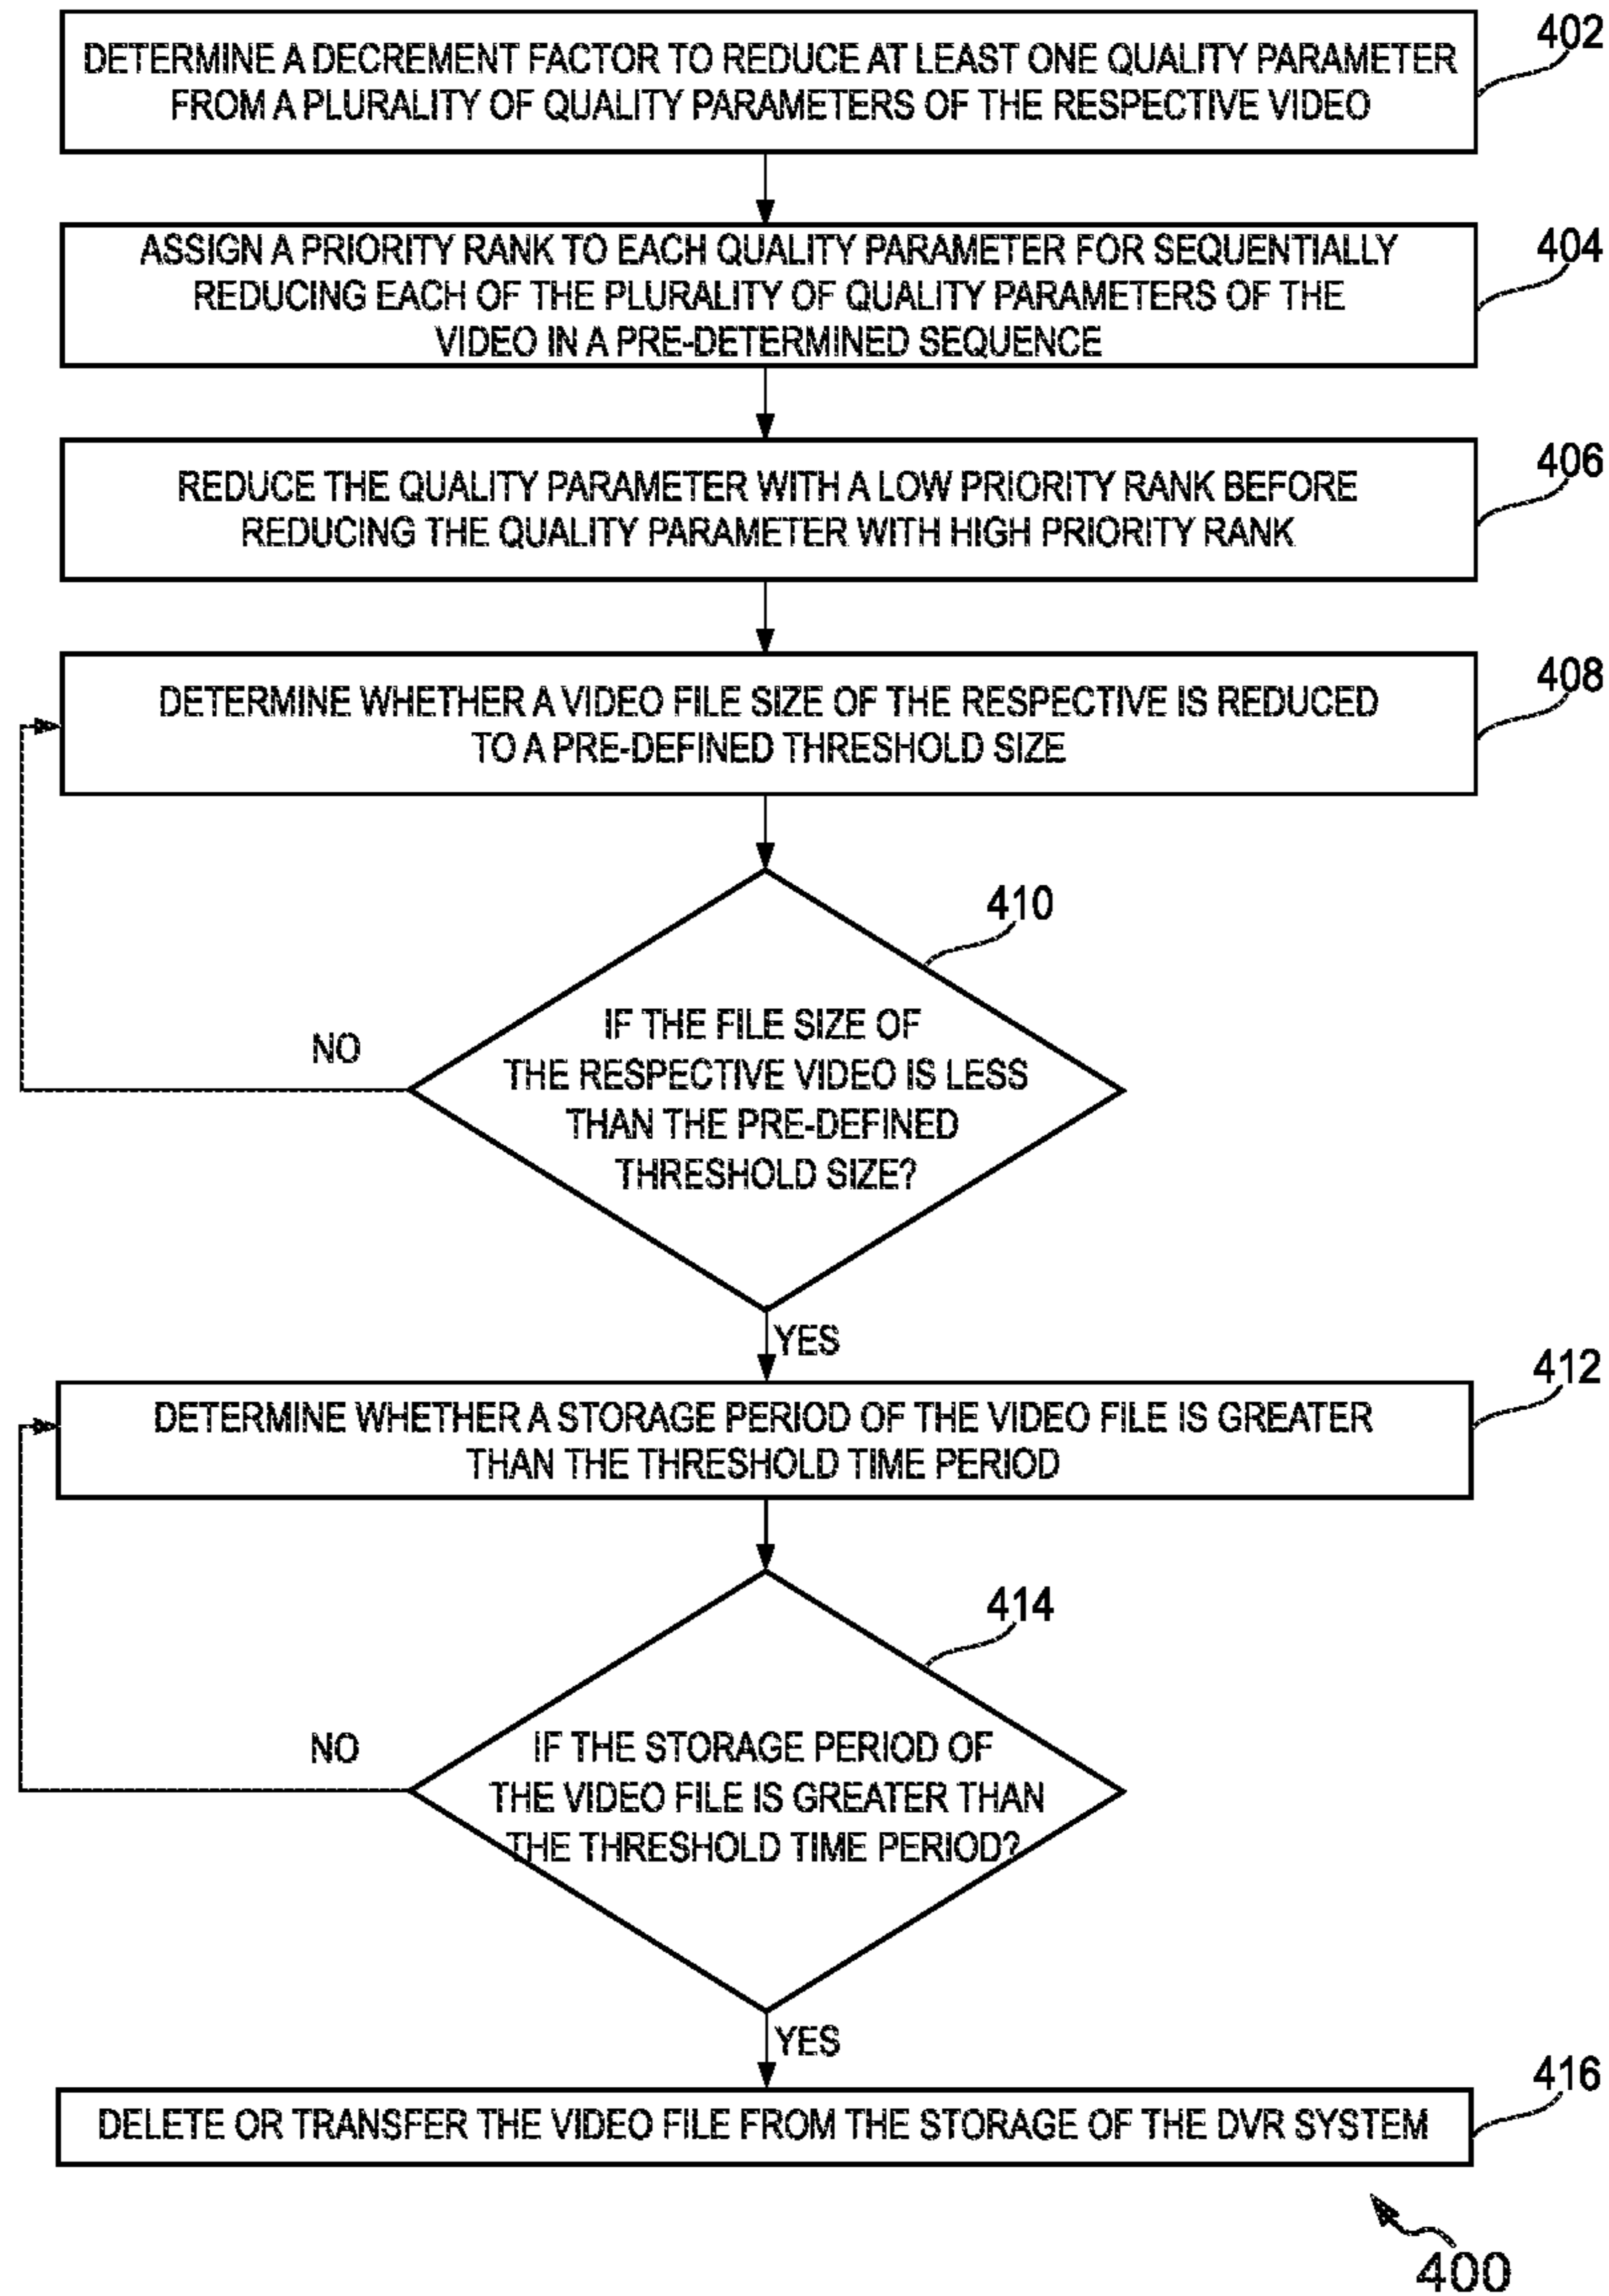 402
DETERMINE A DECREMENT FACTOR TO REDUCE AT LEAST ONE QUALITY PARAMETER
FROM A PLURALITY OF QUALITY PARAMETERS OF THE RESPECTIVE VIDEO
404
ASSIGN A PRIORITY RANK TO EACH QUALITY PARAMETER FOR SEQUENTIALLY
REDUCING EACH OF THE PLURALITY OF QUALITY PARAMETERS OF THE
VIDEO IN A PRE-DETERMINED SEQUENCE
406
REDUCE THE QUALITY PARAMETER WITH A LOW PRIORITY RANK BEFORE
REDUCING THE QUALITY PARAMETER WITH HIGH PRIORITY RANK
408
DETERMINE WHETHER A VIDEO FILE SIZE OF THE RESPECTIVE IS REDUCED
TO A PRE-DEFINED THRESHOLD SIZE
410
IF THE FILE SIZE OF
THE RESPECTIVE VIDEO IS LESS
THAN THE PRE-DEFINED
THRESHOLD SIZE?
NO
YES
412
DETERMINE WHETHER A STORAGE PERIOD OF THE VIDEO FILE IS GREATER
THAN THE THRESHOLD TIME PERIOD
414
IF THE STORAGE PERIOD OF
THE VIDEO FILE IS GREATER THAN
THE THRESHOLD TIME PERIOD?
NO
YES
416
DELETE OR TRANSFER THE VIDEO FILE FROM THE STORAGE OF THE DVR SYSTEM
400